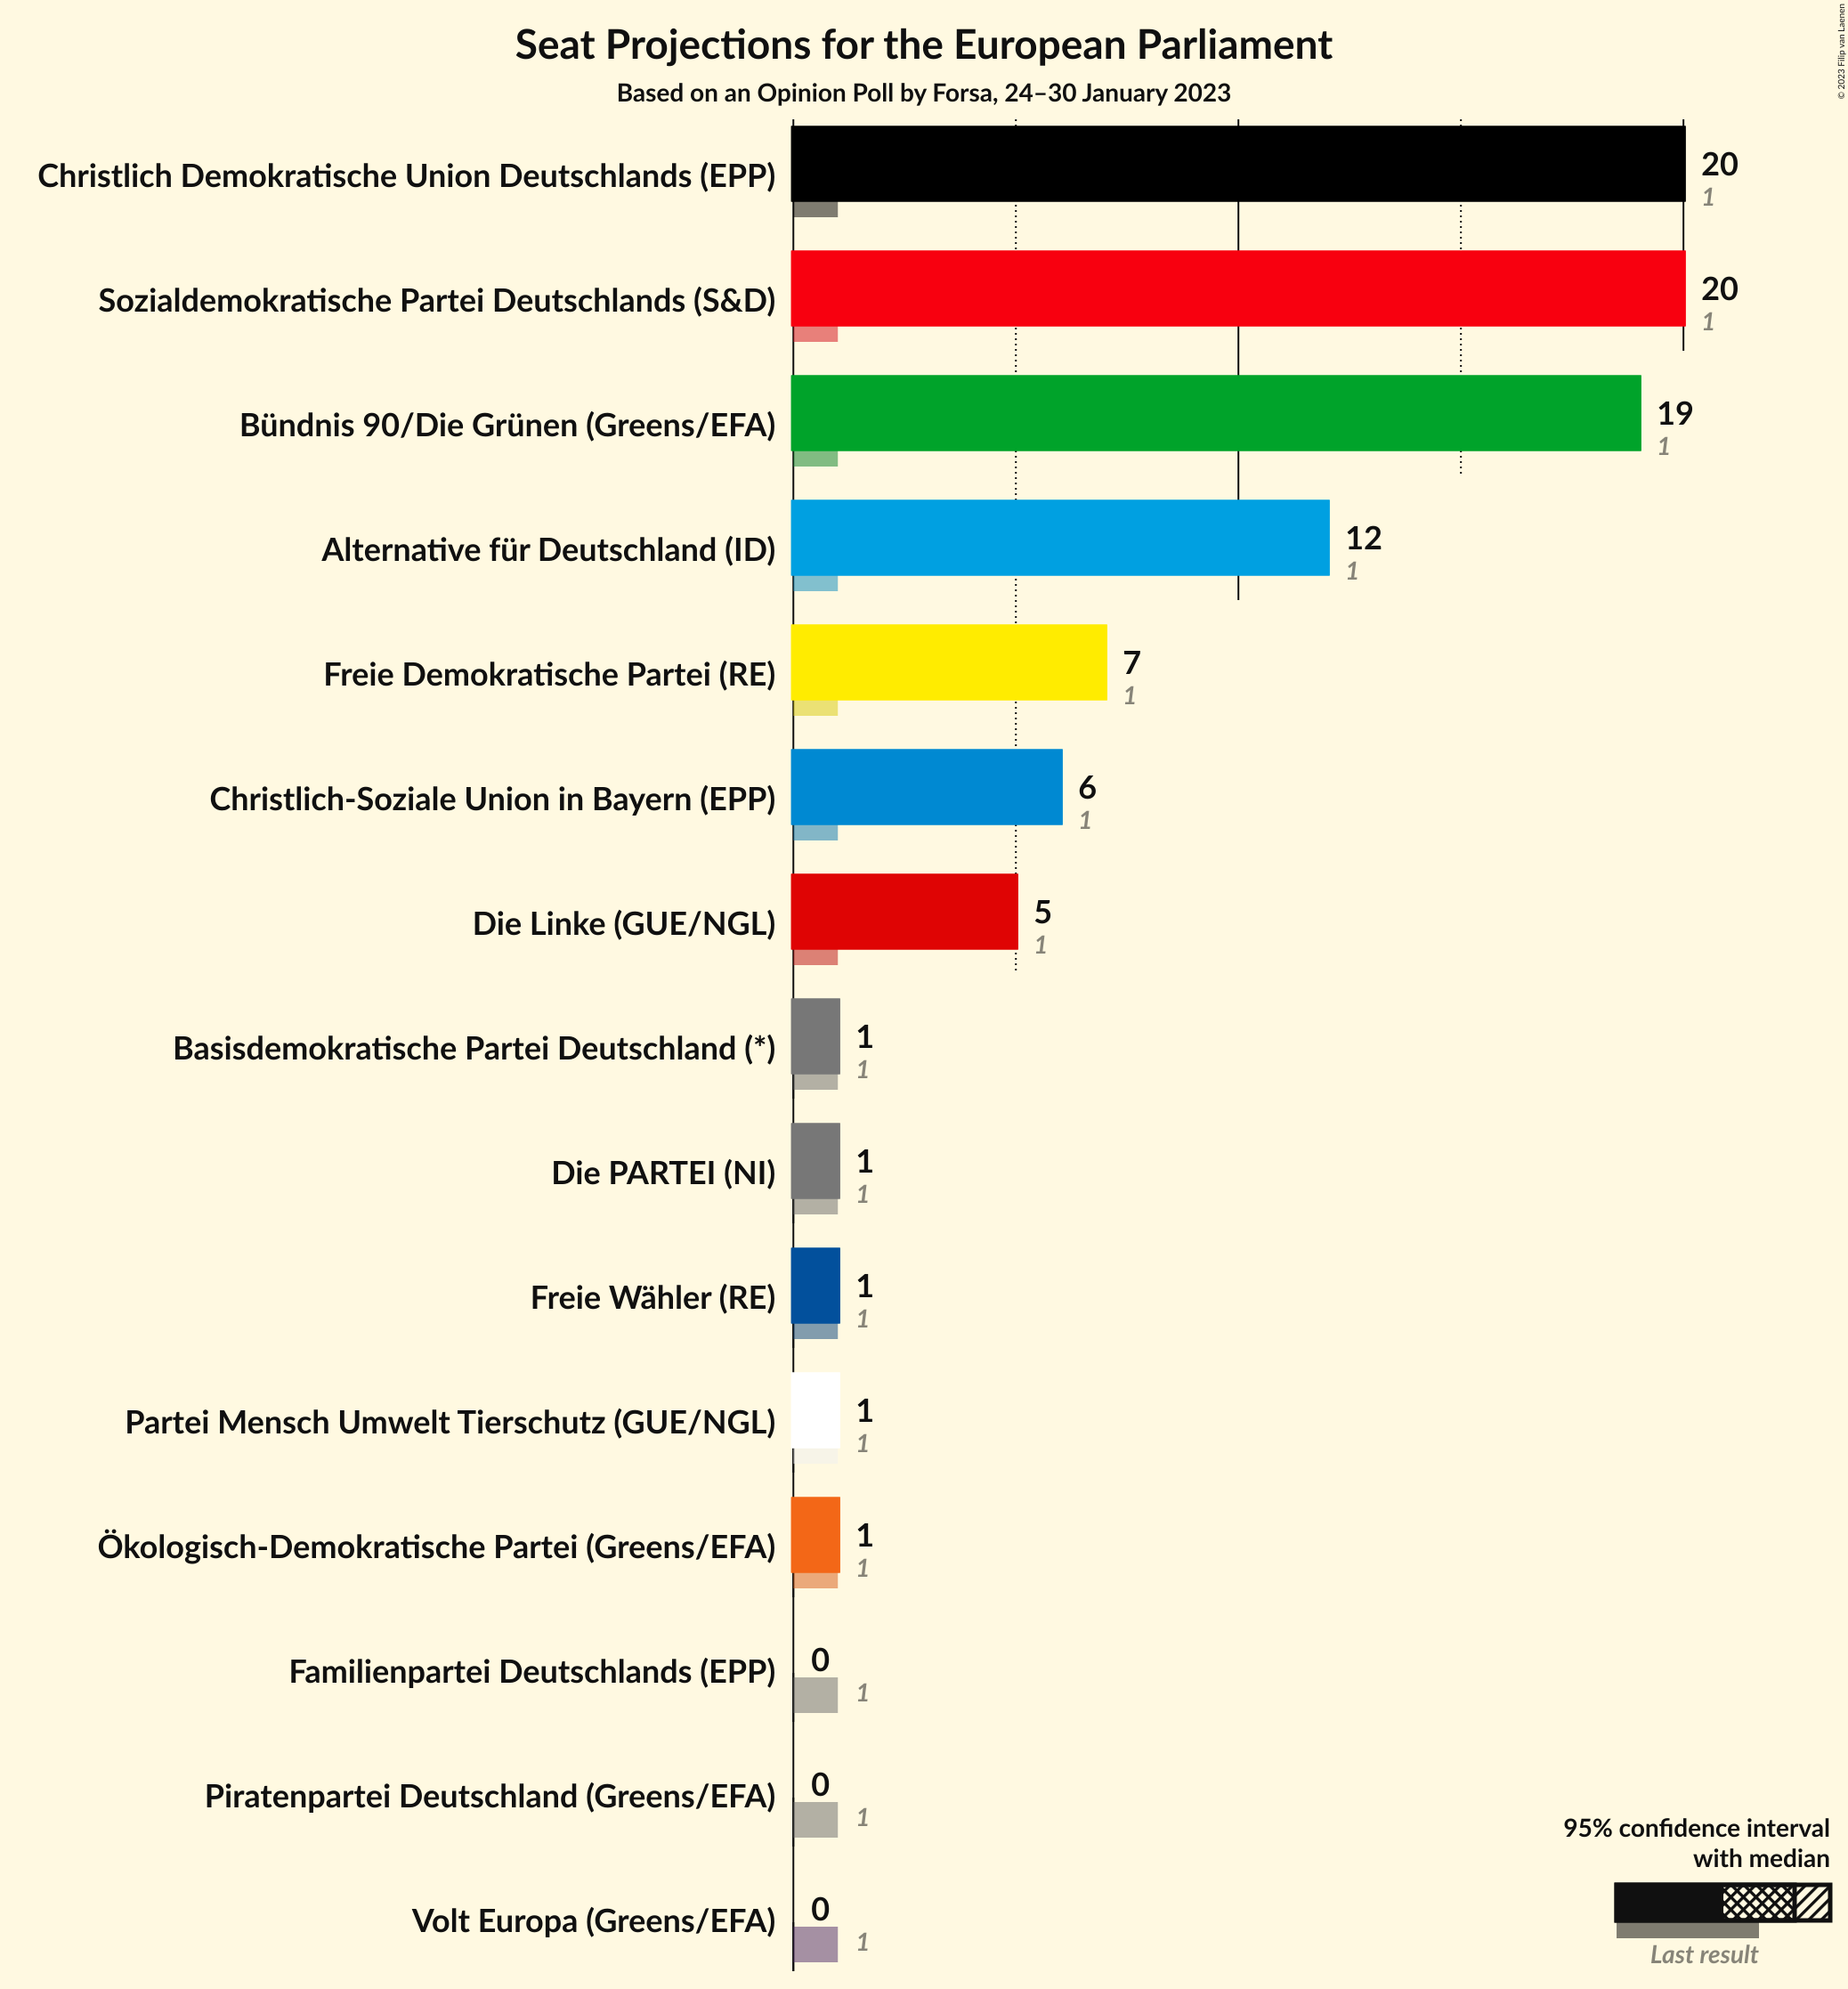 Seat Projections for the European Parliament
Based on an Opinion Poll by Forsa, 24–30 January 2023
© 2023 Filip van Laenen
Christlich Demokratische Union Deutschlands (EPP)
20
1
Sozialdemokratische Partei Deutschlands (S&D)
20
1
Bündnis 90/Die Grünen (Greens/EFA)
19
1
Alternative für Deutschland (ID)
12
1
Freie Demokratische Partei (RE)
7
1
Christlich-Soziale Union in Bayern (EPP)
6
1
Die Linke (GUE/NGL)
5
1
Basisdemokratische Partei Deutschland (*)
1
1
Die PARTEI (NI)
1
1
Freie Wähler (RE)
1
1
Partei Mensch Umwelt Tierschutz (GUE/NGL)
1
1
Ökologisch-Demokratische Partei (Greens/EFA)
1
1
Familienpartei Deutschlands (EPP)
0
1
Piratenpartei Deutschland (Greens/EFA)
0
1
Volt Europa (Greens/EFA)
0
1
95% confidence interval
with median
Last result